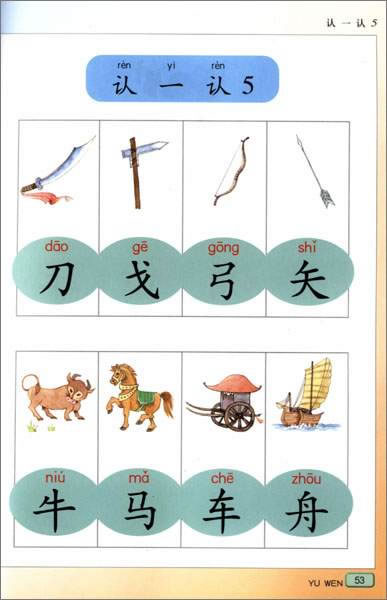 认一认 5
rèn yi rèn
认 一 认 5
dāo gē gōng shǐ
刀 戈 弓 矢
niú mǎ chē zhōu
牛 马 车 舟
YU WEN 53